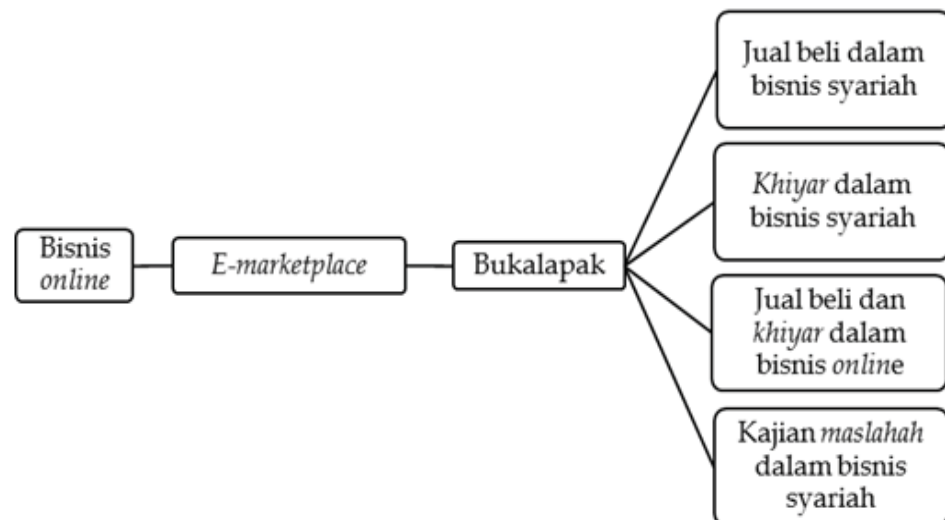 Bisnis
online
E-marketplace
Bukalapak
Jual beli dalam
bisnis syariah
Khiyar dalam
bisnis syariah
Jual beli dan
khiyar dalam
bisnis online
Kajian maslahah
dalam bisnis
syariah